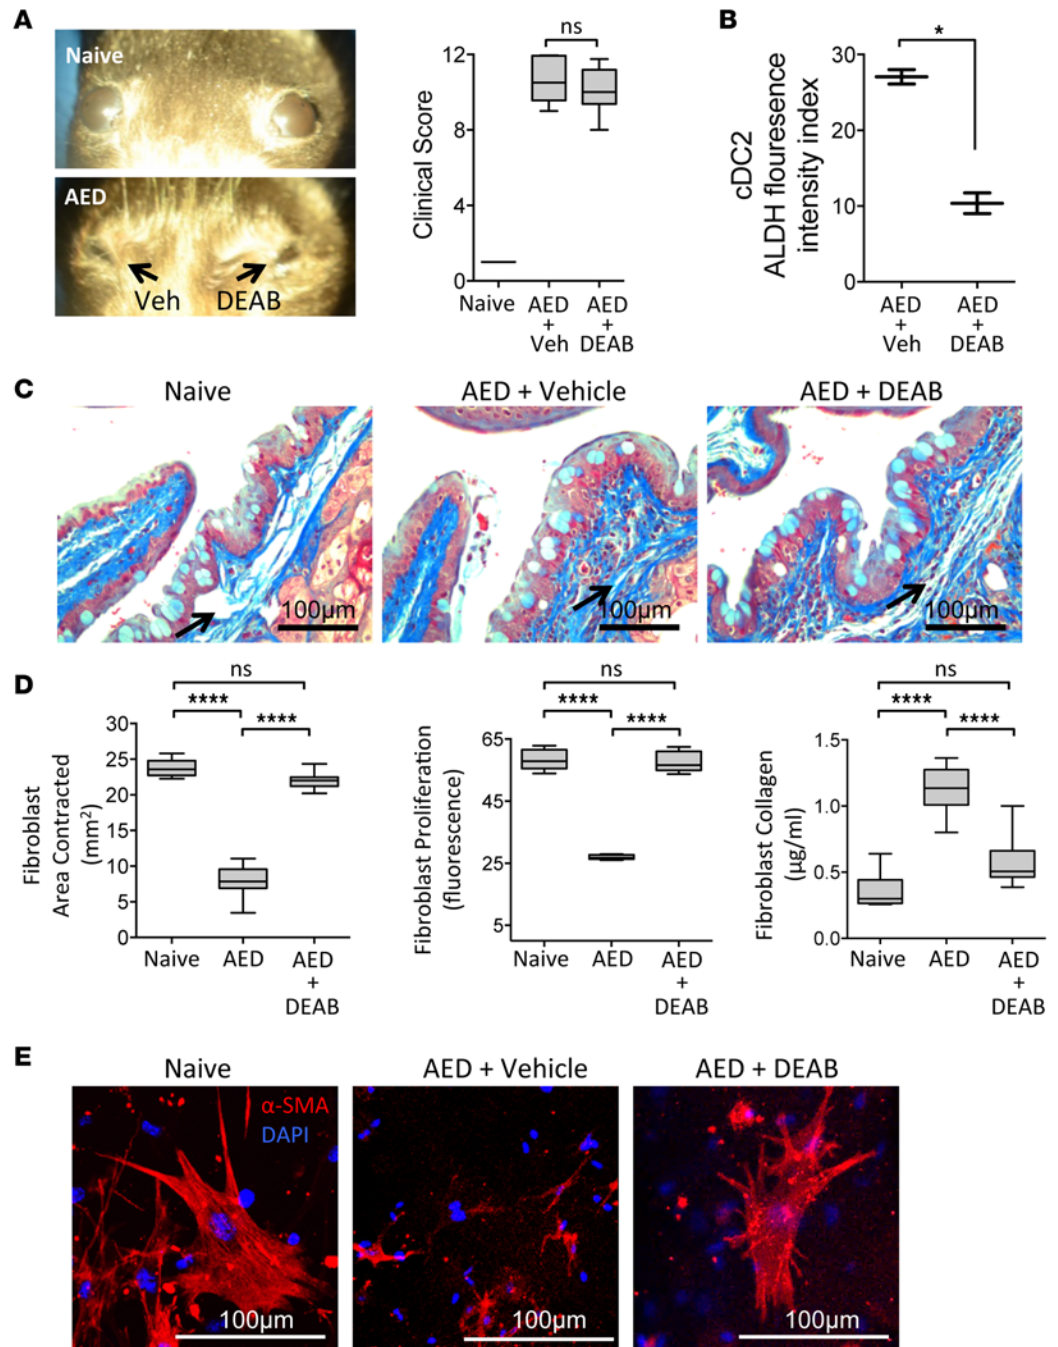 A
Naive
AED
Veh
DEAB
Clinical Score
12
8
4
0
ns
Naive
AED
+
Veh
AED
+
DEAB
B
cDC2
ALDH flouresence
intensity index
30
20
10
0
*
AED
+
Veh
AED
+
DEAB
C
Naive
AED + Vehicle
AED + DEAB
100µm
100µm
100µm
D
Fibroblast
Area Contracted
(mm²)
30
25
20
15
10
5
0
ns
****
****
Naive
AED
AED
+
DEAB
Fibroblast Proliferation
(fluorescence)
65
45
25
5
ns
****
****
Naive
AED
AED
+
DEAB
Fibroblast Collagen
(µg/ml)
1.5
1.0
0.5
0.0
ns
****
****
Naive
AED
AED
+
DEAB
E
Naive
AED + Vehicle
AED + DEAB
α-SMA
DAPI
100µm
100µm
100µm